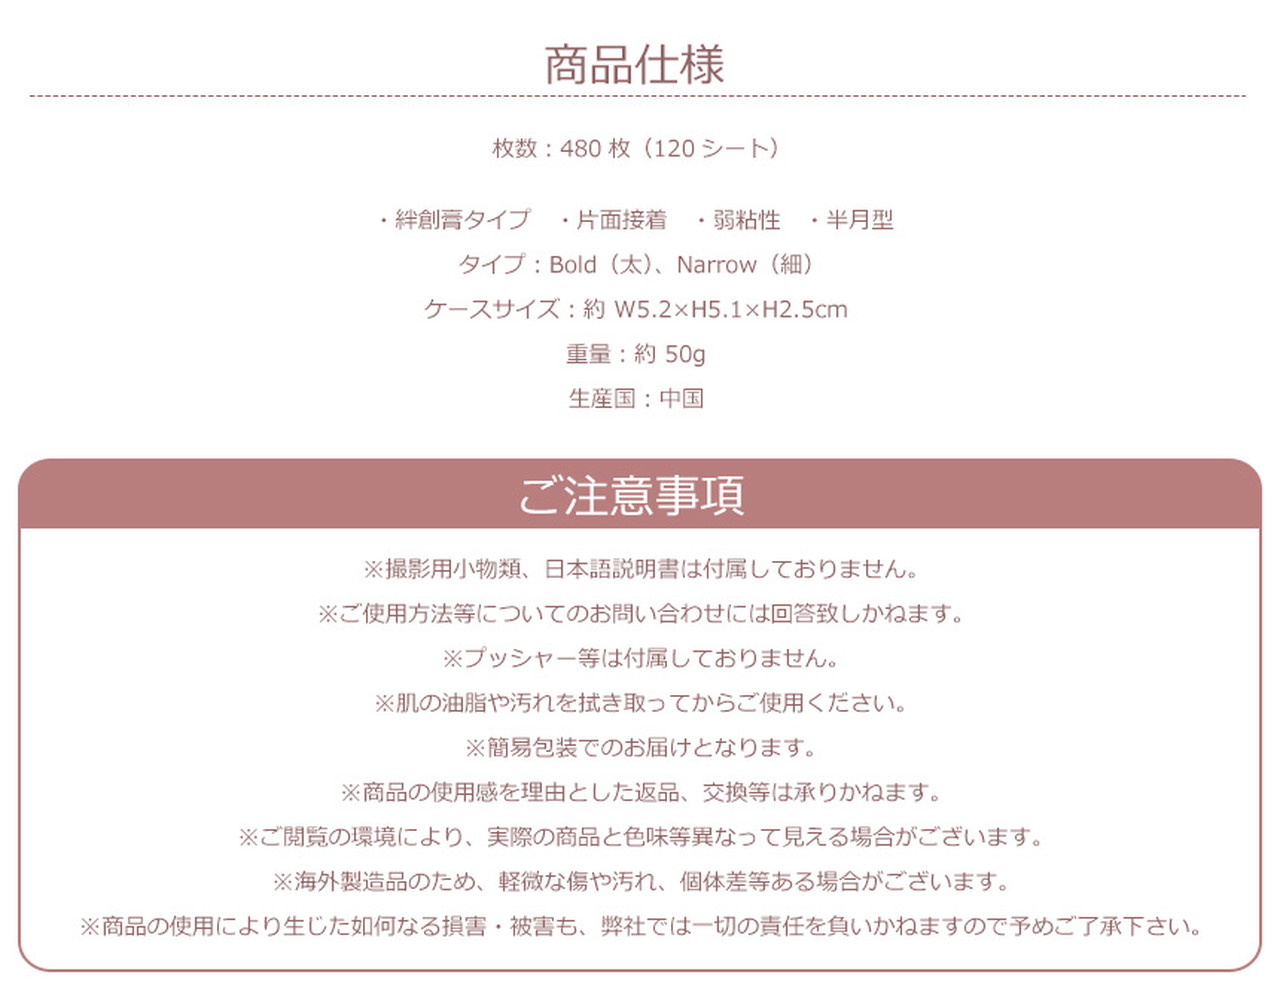 商品仕様
枚数：480 枚（120 シート）
・絆創膏タイプ　・片面接着　・弱粘性　・半月型
タイプ：Bold（太）、Narrow（細）
ケースサイズ：約 W5.2×H5.1×H2.5cm
重量：約 50g
生産国：中国
ご注意事項
※撮影用小物類、日本語説明書は付属しておりません。
※ご使用方法等についてのお問い合わせには回答致しかねます。
※プッシャー等は付属しておりません。
※肌の油脂や汚れを拭き取ってからご使用ください。
※簡易包装でのお届けとなります。
※商品の使用感を理由とした返品、交換等は承りかねます。
※ご閲覧の環境により、実際の商品と色味等異なって見える場合がございます。
※海外製造品のため、軽微な傷や汚れ、個体差等ある場合がございます。
※商品の使用により生じた如何なる損害・被害も、弊社では一切の責任を負いかねますので予めご了承下さい。